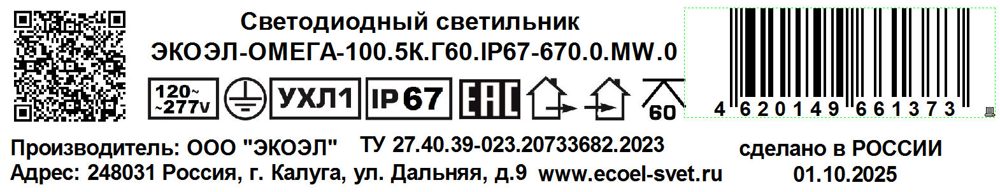 Светодиодный светильник
ЭКОЭЛ-ОМЕГА-100.5К.Г60.IP67-670.0.MW.0
120~
~277V
УХЛ1
IP67
EAC
60
4 620149 661373
Производитель: ООО "ЭКОЭЛ"
ТУ 27.40.39-023.20733682.2023
Адрес: 248031 Россия, г. Калуга, ул. Дальняя, д.9 www.ecoel-svet.ru
сделано в РОССИИ
01.10.2025